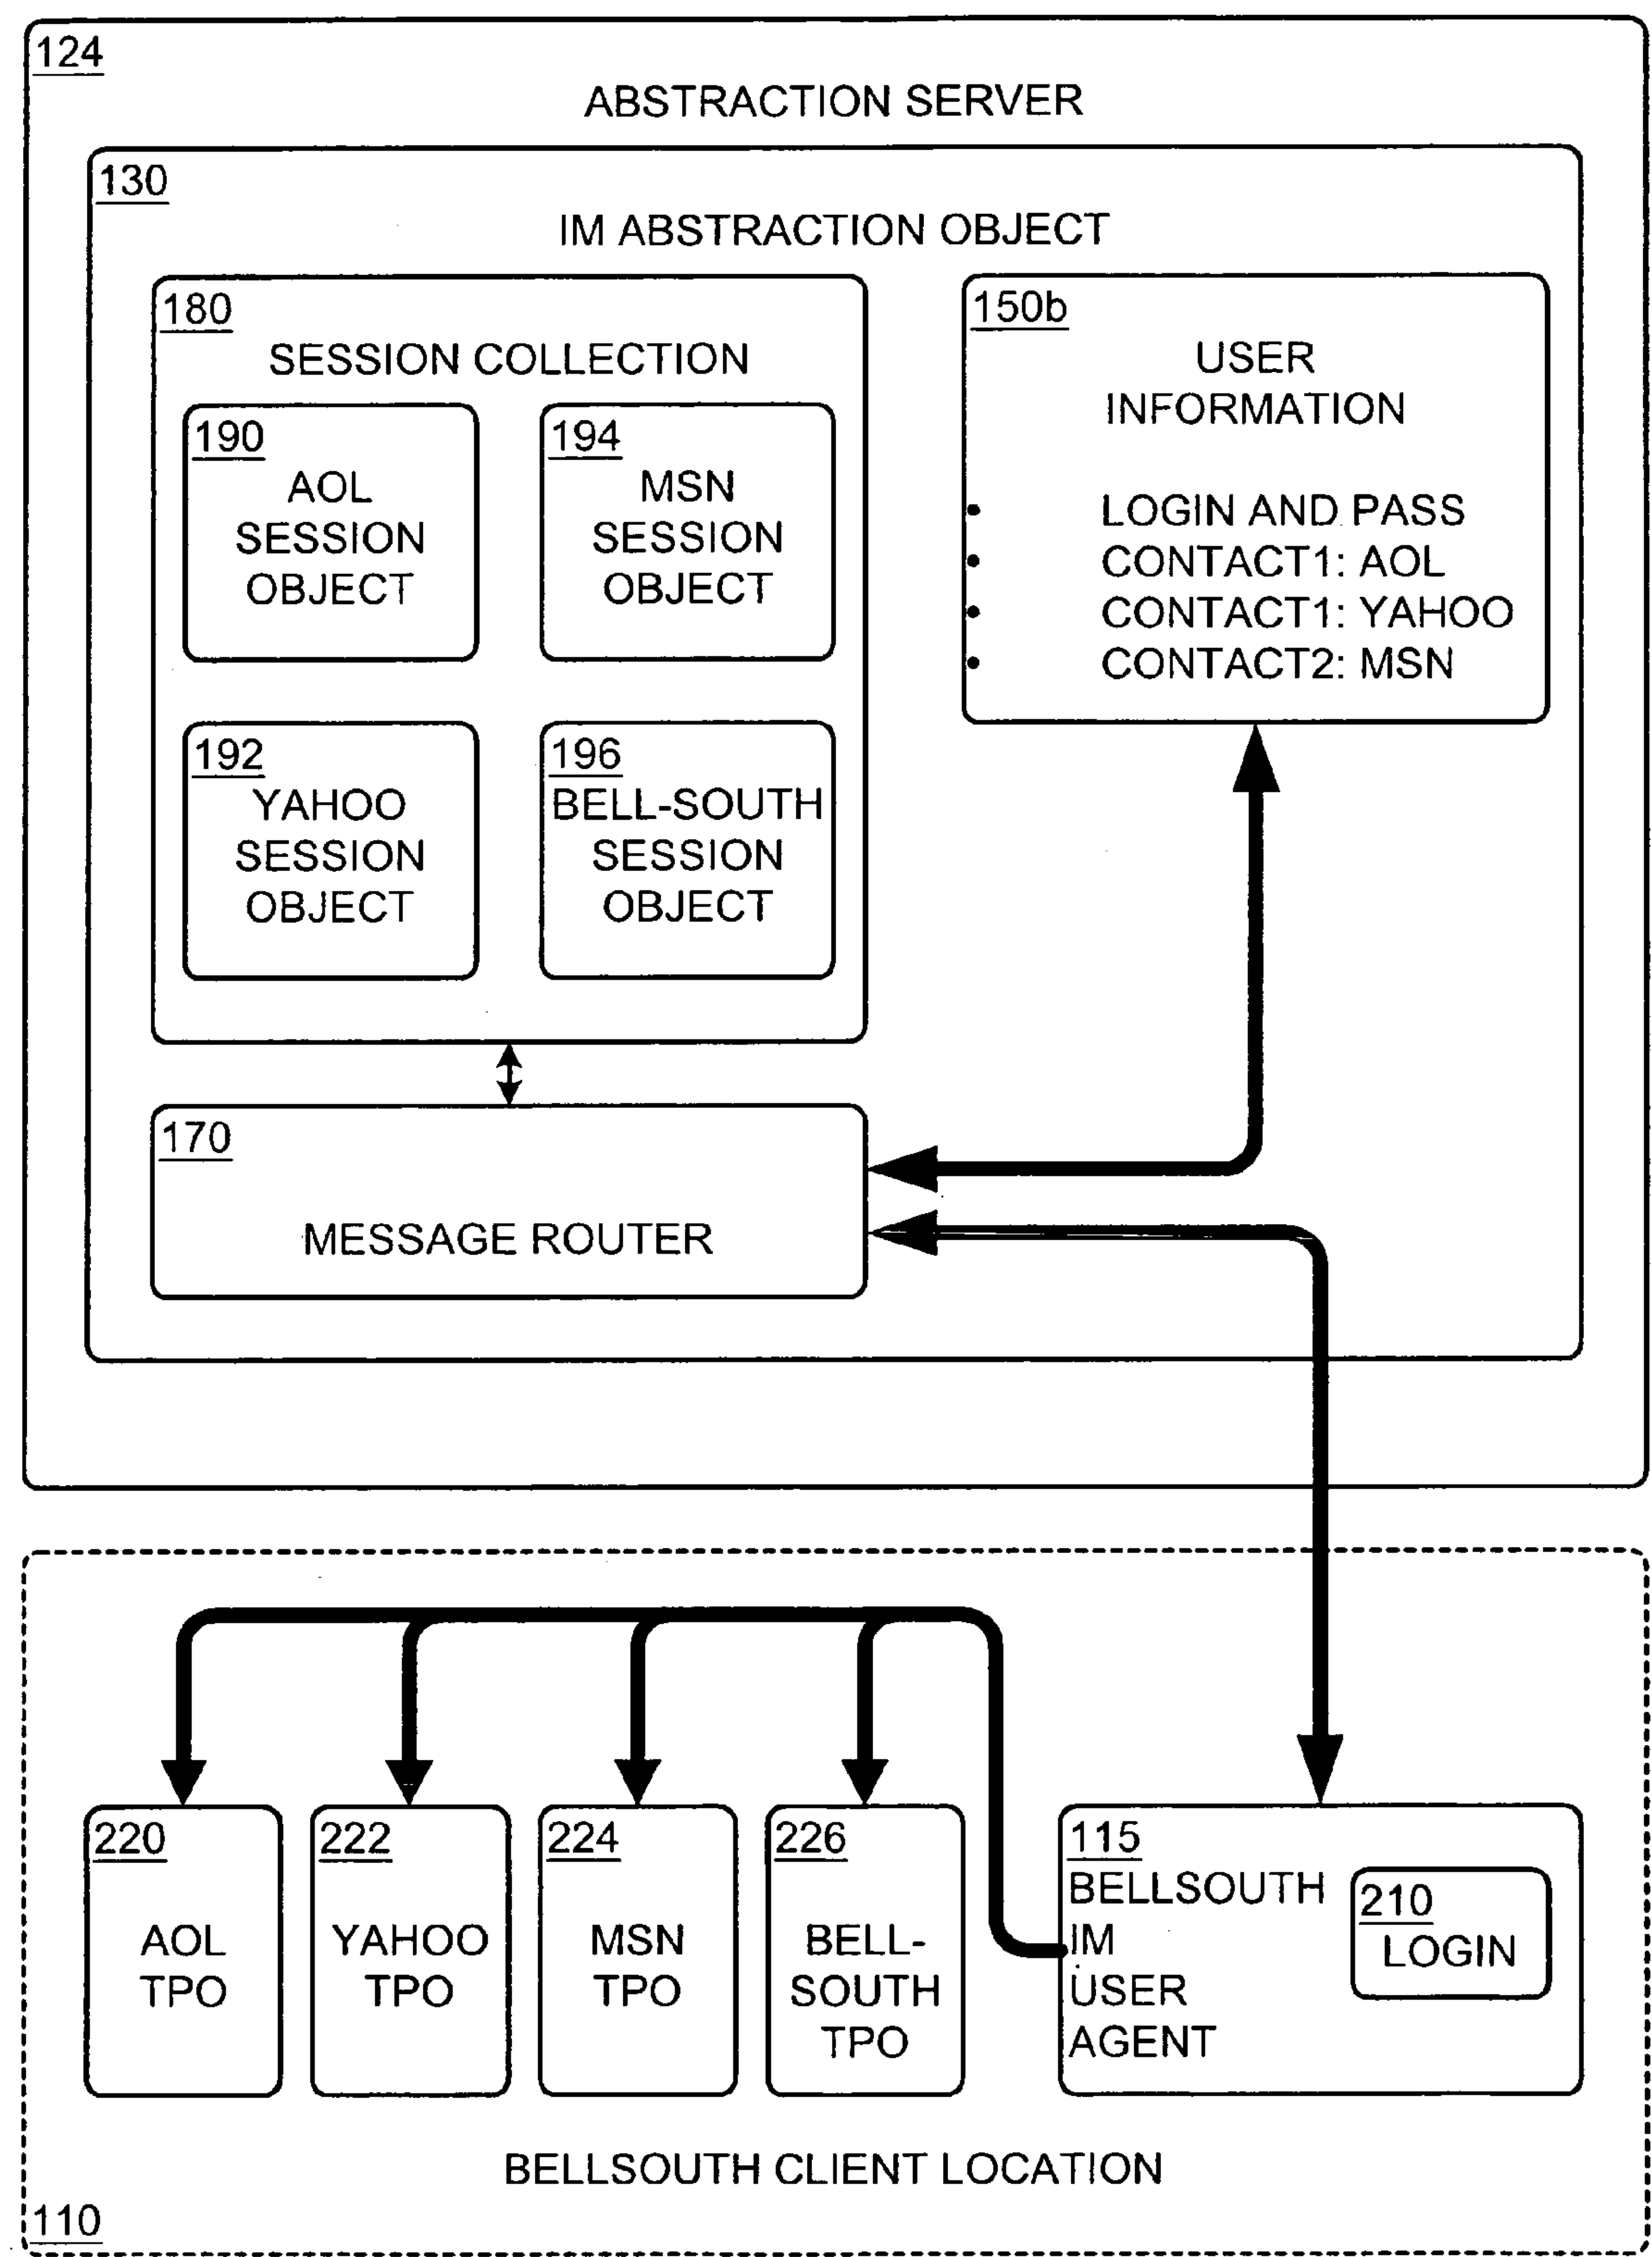 124
ABSTRACTION SERVER
130
IM ABSTRACTION OBJECT
180
SESSION COLLECTION
190
AOL
SESSION
OBJECT
194
MSN
SESSION
OBJECT
192
YAHOO
SESSION
OBJECT
196
BELL-SOUTH
SESSION
OBJECT
150b
USER
INFORMATION
• LOGIN AND PASS
• CONTACT1: AOL
• CONTACT1: YAHOO
• CONTACT2: MSN
170
MESSAGE ROUTER
220
AOL
TPO
222
YAHOO
TPO
224
MSN
TPO
226
BELL-
SOUTH
TPO
115
BELLSOUTH
IM
USER
AGENT
210
LOGIN
BELLSOUTH CLIENT LOCATION
110